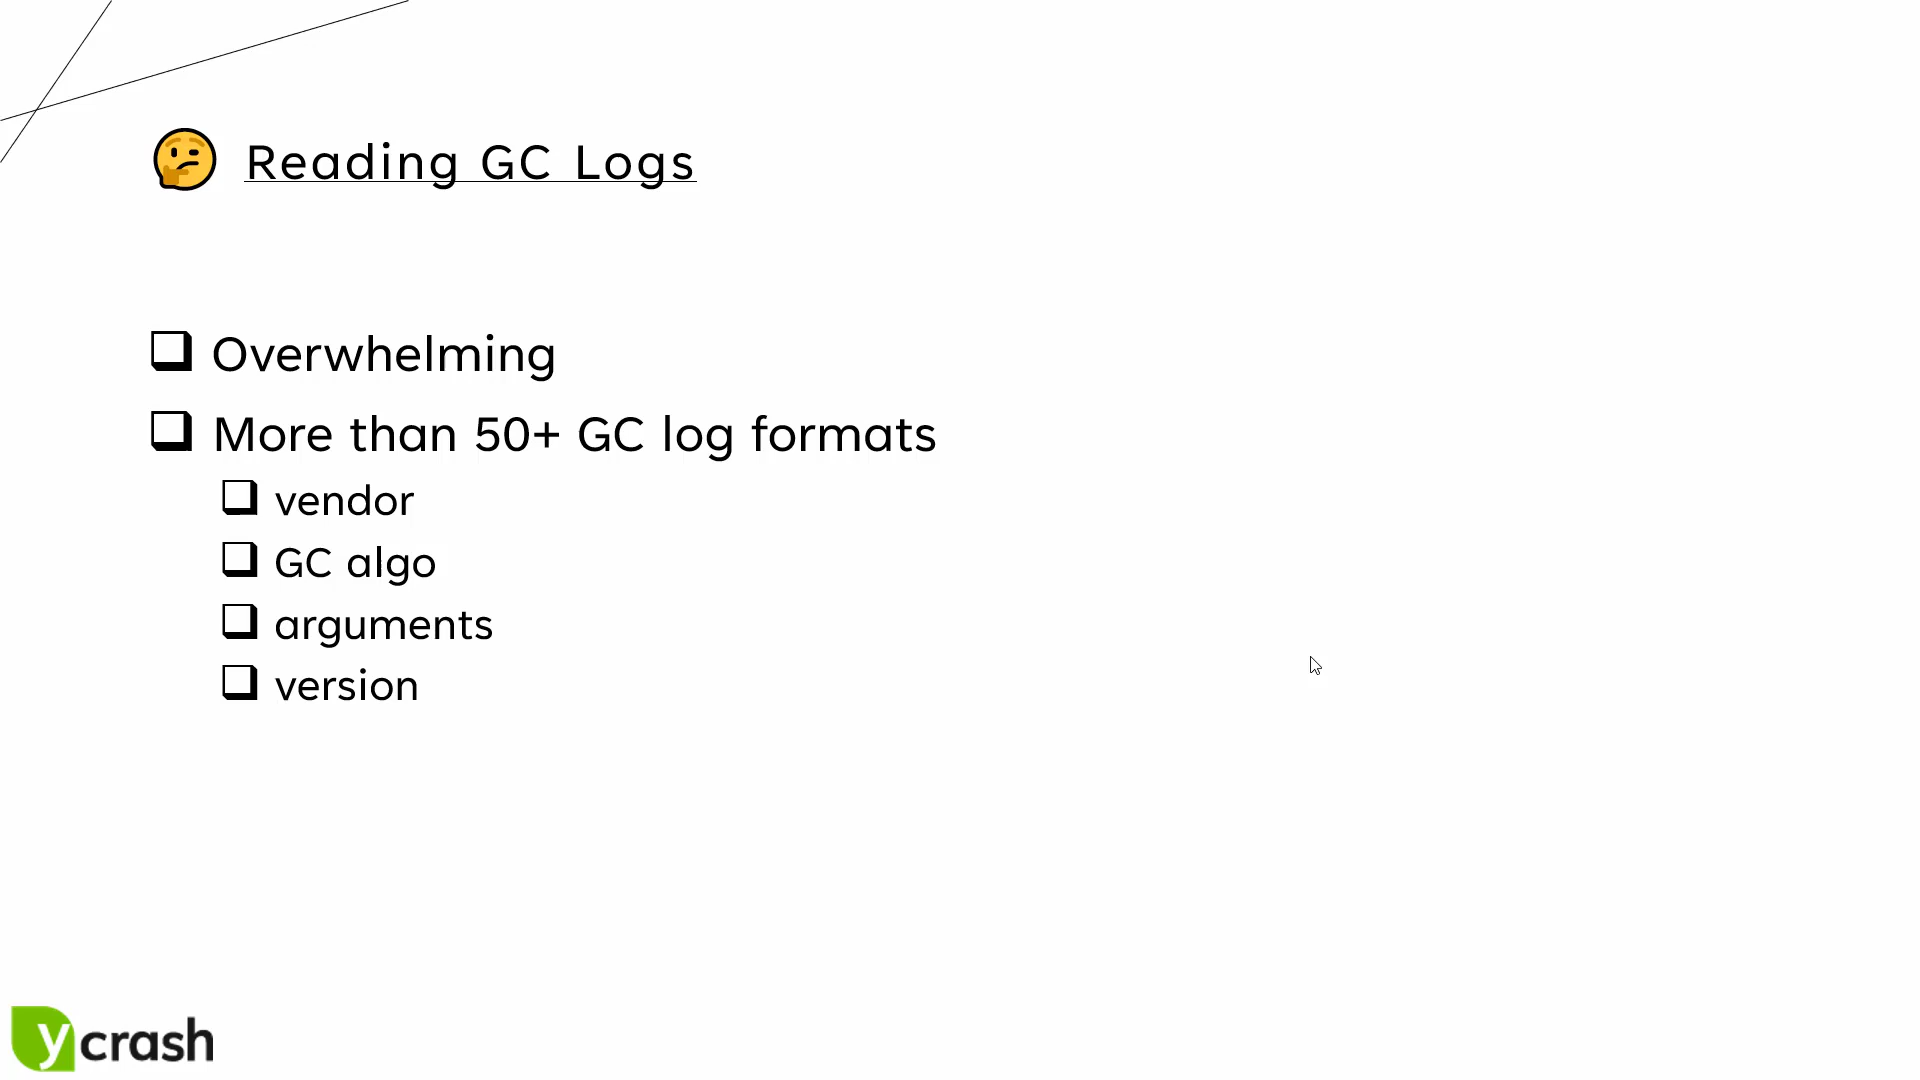 Reading GC Logs
Overwhelming
More than 50+ GC log formats
vendor
GC algo
arguments
version
ycrash